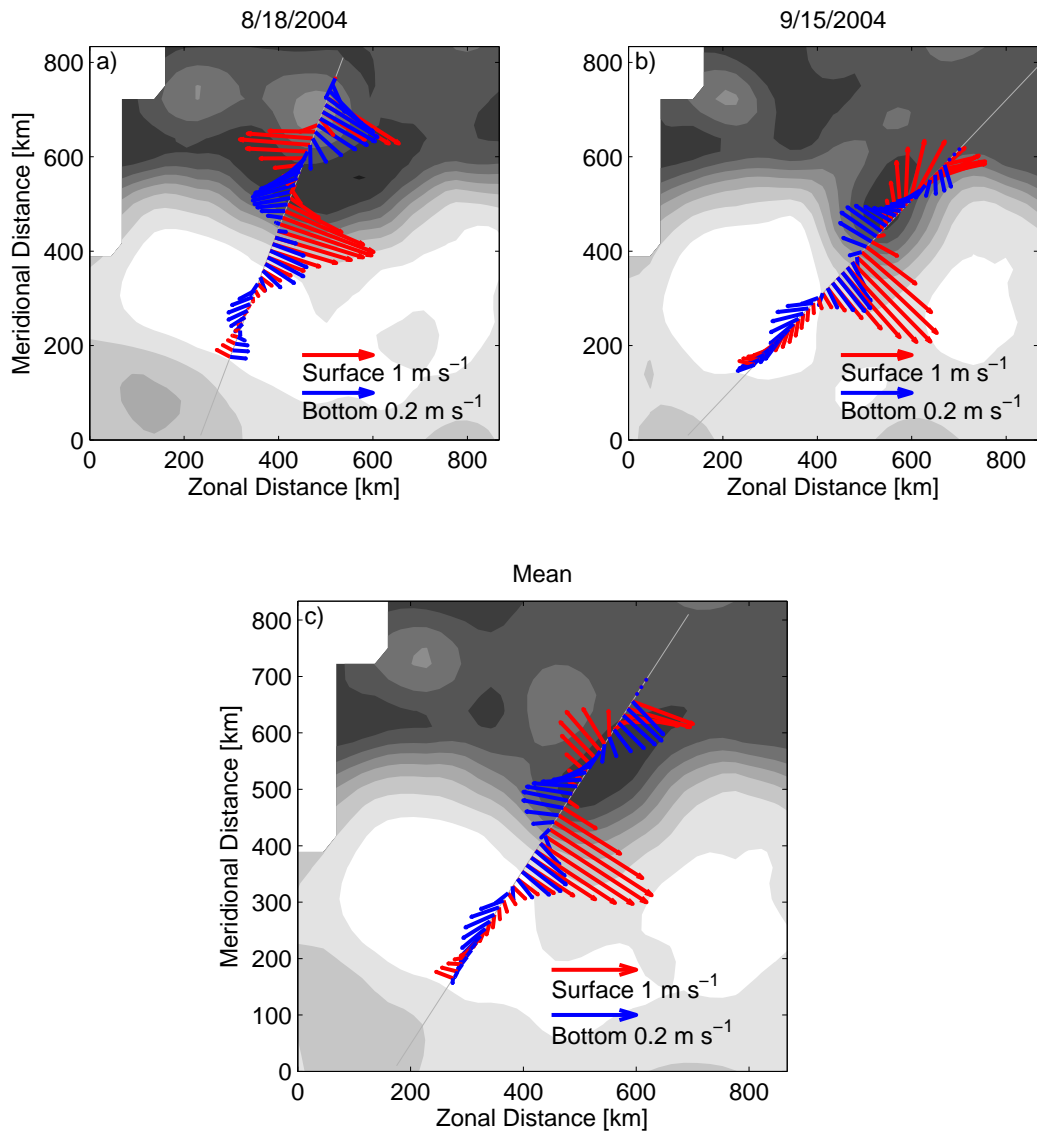 8/18/2004
9/15/2004
a)
b)
800
600
400
200
0
Meridional Distance [km]
Surface 1 m s⁻¹
Bottom 0.2 m s⁻¹
0 200 400 600 800
Zonal Distance [km]
800
600
400
200
0
Meridional Distance [km]
Surface 1 m s⁻¹
Bottom 0.2 m s⁻¹
0 200 400 600 800
Zonal Distance [km]
Mean
c)
800
700
600
500
400
300
200
100
0
Meridional Distance [km]
Surface 1 m s⁻¹
Bottom 0.2 m s⁻¹
0 200 400 600 800
Zonal Distance [km]